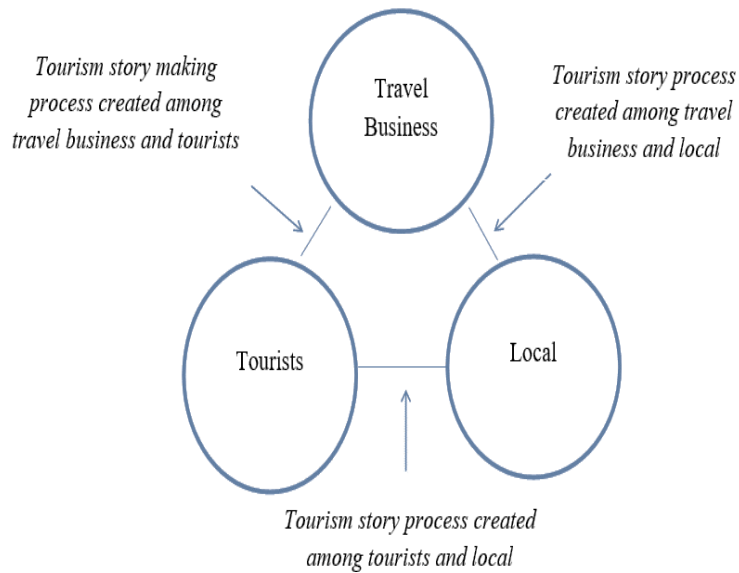 Tourism story making
process created among
travel business and tourists
Travel
Business
Tourism story process
created among travel
business and local
Tourists
Local
Tourism story process created
among tourists and local